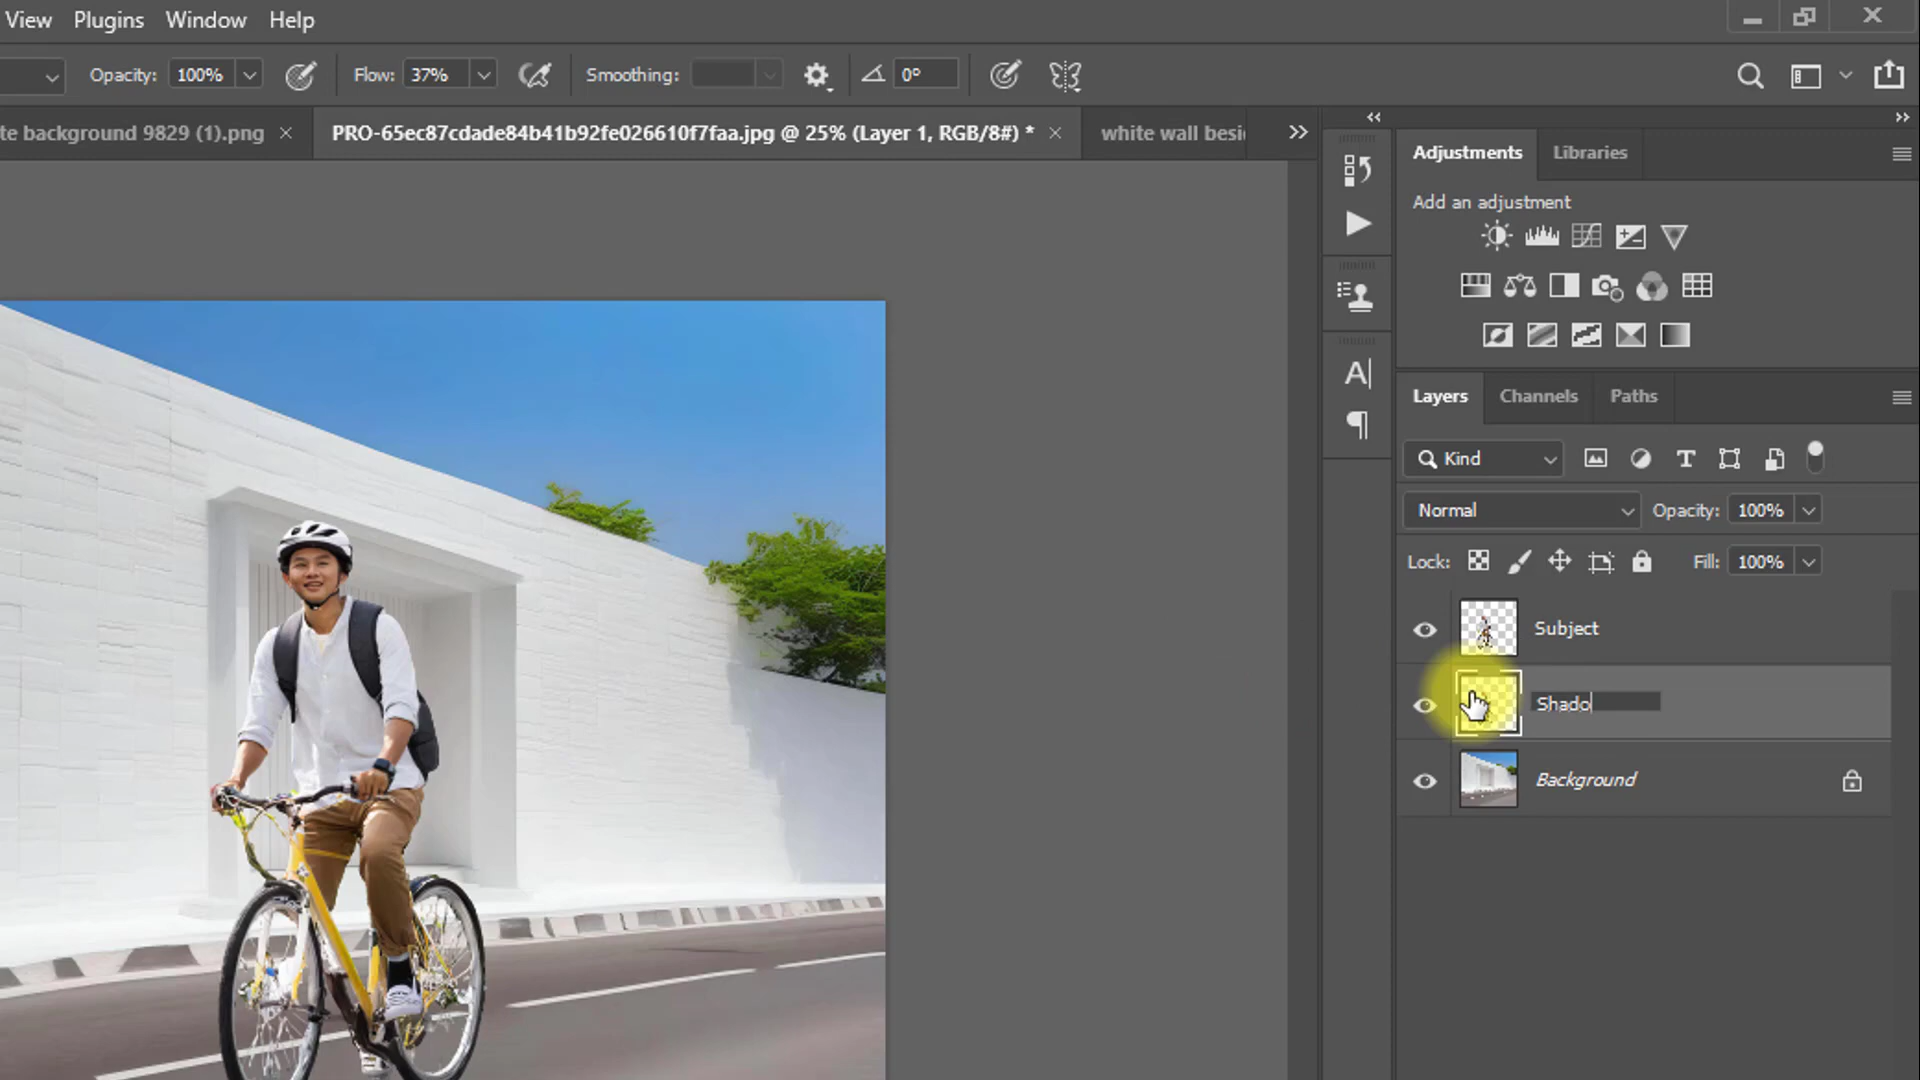 View Plugins Window Help
Opacity: 100% Flow: 37% Smoothing: 0°
te background 9829 (1).png PRO-65ec87cdade84b41b92fe026610f7faa.jpg @ 25% (Layer 1, RGB/8#) * white wall besi
Adjustments Libraries
Add an adjustment
Layers Channels Paths
Kind
Normal Opacity: 100%
Lock: Fill: 100%
Subject
Shado
Background